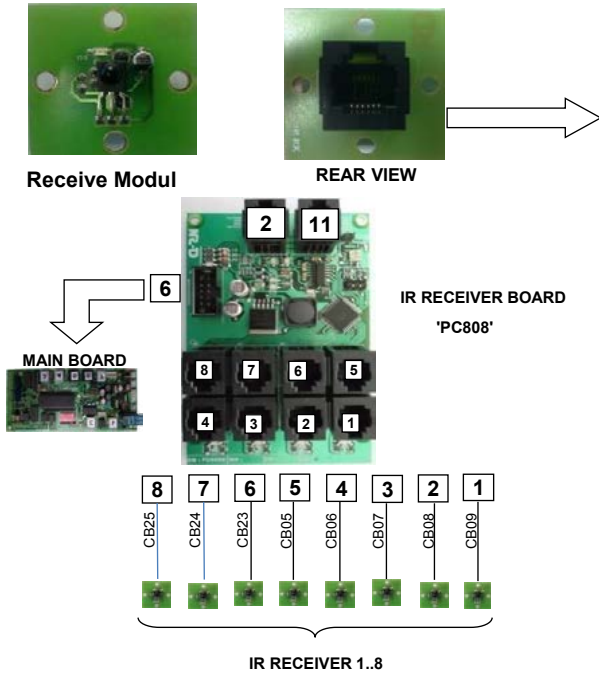 Receive Modul
REAR VIEW
2
11
6
IR RECEIVER BOARD
'PC808'
MAIN BOARD
8
7
6
5
4
3
2
1
8
7
6
5
4
3
2
1
CB25
CB24
CB23
CB05
CB06
CB07
CB08
CB09
IR RECEIVER 1..8